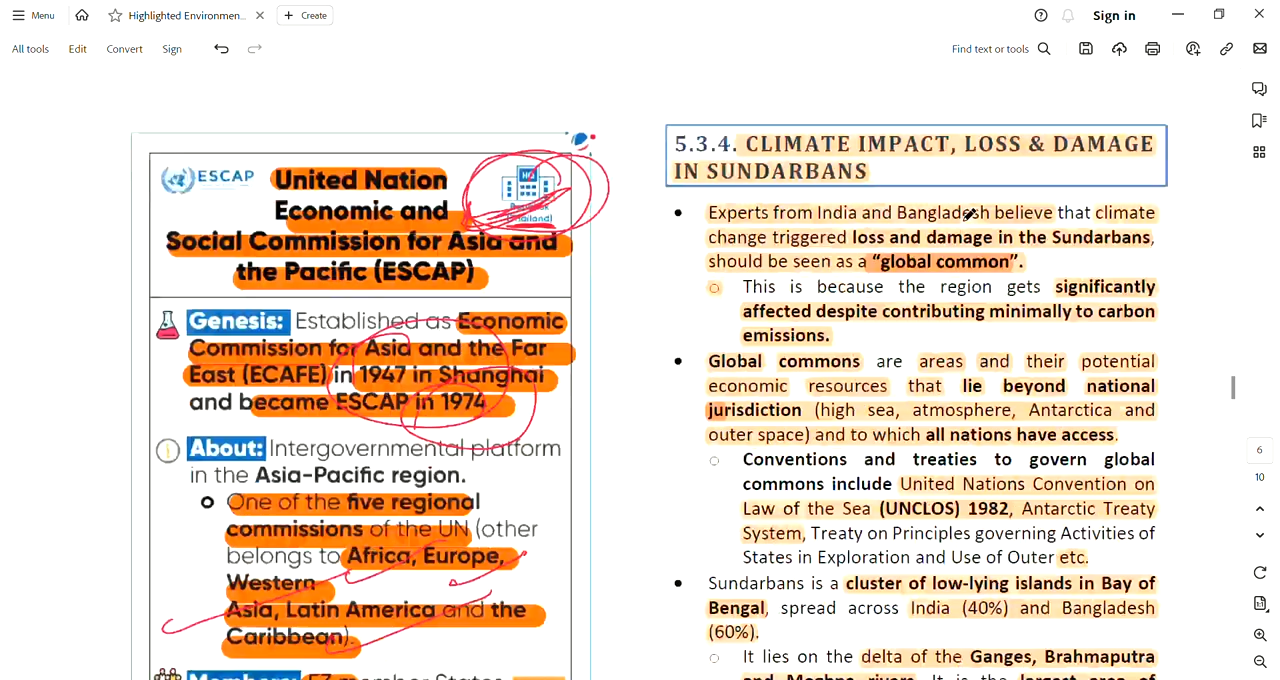 Menu
Highlighted Environmen...
Create
Sign in
All tools
Edit
Convert
Sign
Find text or tools
ESCAP
United Nation
Economic and
Social Commission for Asia and
the Pacific (ESCAP)
HQ
(Thailand)
Genesis: Established as Economic
Commission for Asia and the Far
East (ECAFE) in 1947 in Shanghai
and became ESCAP in 1974
About: Intergovernmental platform
in the Asia-Pacific region.
One of the five regional
commissions of the UN (other
belongs to Africa, Europe,
Western
Asia, Latin America and the
Caribbean).
5.3.4. CLIMATE IMPACT, LOSS & DAMAGE
IN SUNDARBANS
• Experts from India and Bangladesh believe that climate
change triggered loss and damage in the Sundarbans,
should be seen as a “global common”.
This is because the region gets significantly
affected despite contributing minimally to carbon
emissions.
• Global commons are areas and their potential
economic resources that lie beyond national
jurisdiction (high sea, atmosphere, Antarctica and
outer space) and to which all nations have access.
Conventions and treaties to govern global
commons include United Nations Convention on
Law of the Sea (UNCLOS) 1982, Antarctic Treaty
System, Treaty on Principles governing Activities of
States in Exploration and Use of Outer etc.
• Sundarbans is a cluster of low-lying islands in Bay of
Bengal, spread across India (40%) and Bangladesh
(60%).
It lies on the delta of the Ganges, Brahmaputra
and Meghna rivers. It is the largest area of
6
10